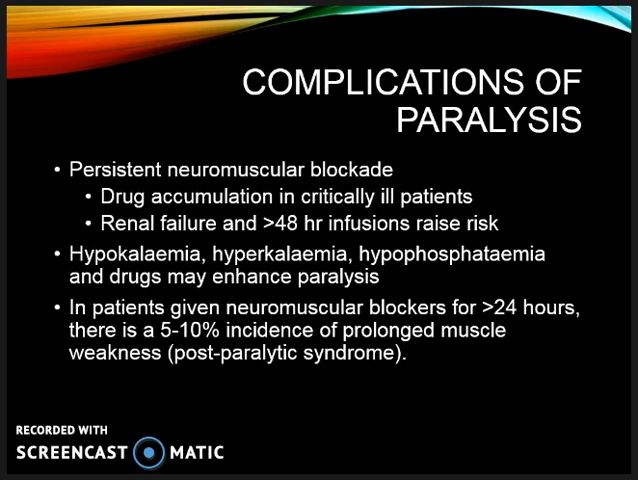 COMPLICATIONS OF
PARALYSIS
• Persistent neuromuscular blockade
• Drug accumulation in critically ill patients
• Renal failure and >48 hr infusions raise risk
• Hypokalaemia, hyperkalaemia, hypophosphataemia
and drugs may enhance paralysis
• In patients given neuromuscular blockers for >24 hours,
there is a 5-10% incidence of prolonged muscle
weakness (post-paralytic syndrome).
RECORDED WITH
SCREENCAST MATIC